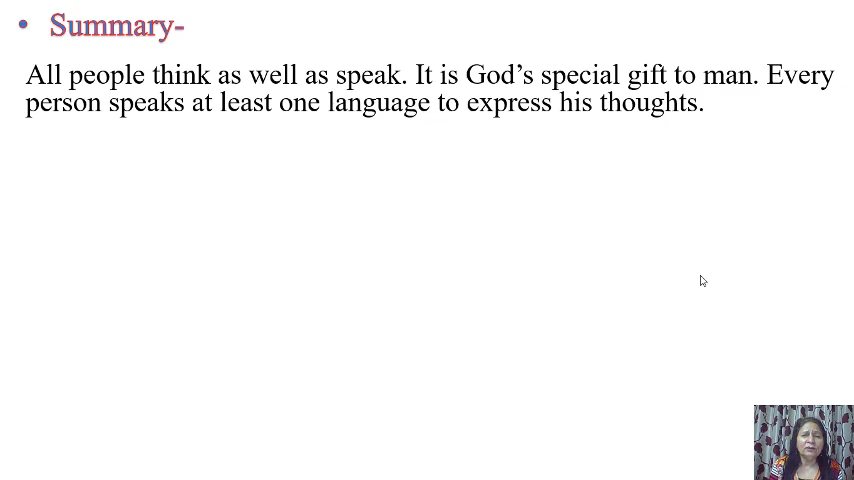 • Summary-
All people think as well as speak. It is God’s special gift to man. Every
person speaks at least one language to express his thoughts.